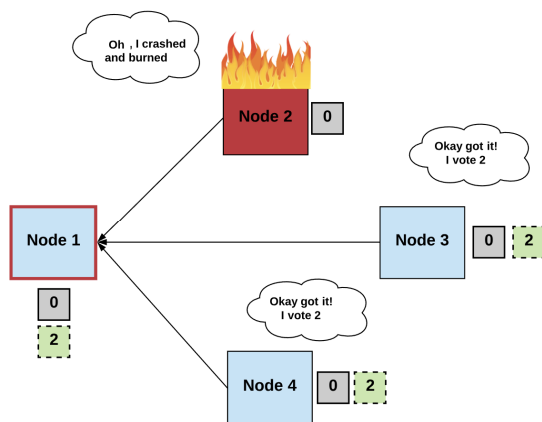 Oh , I crashed
and burned
Node 2
0
Okay got it!
I vote 2
Node 1
Node 3
0
2
0
2
Okay got it!
I vote 2
Node 4
0
2